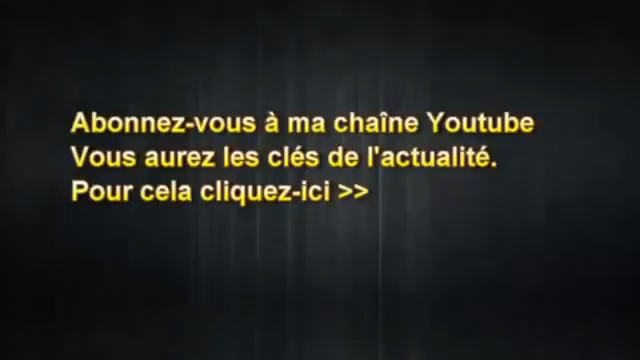 Abonnez-vous à ma chaîne Youtube
Vous aurez les clés de l'actualité.
Pour cela cliquez-ici >>